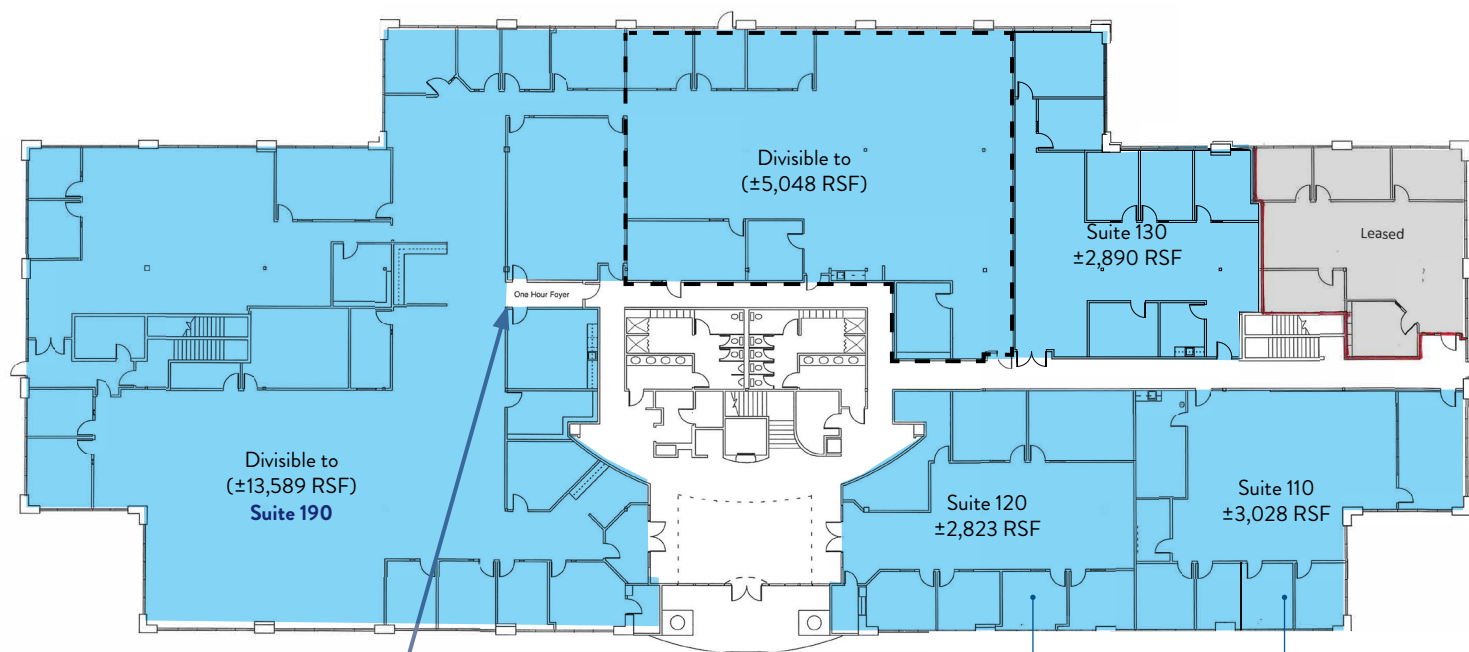 Divisible to
(±5,048 RSF)
Suite 130
±2,890 RSF
Leased
One Hour Foyer
Divisible to
(±13,589 RSF)
Suite 190
Suite 120
±2,823 RSF
Suite 110
±3,028 RSF